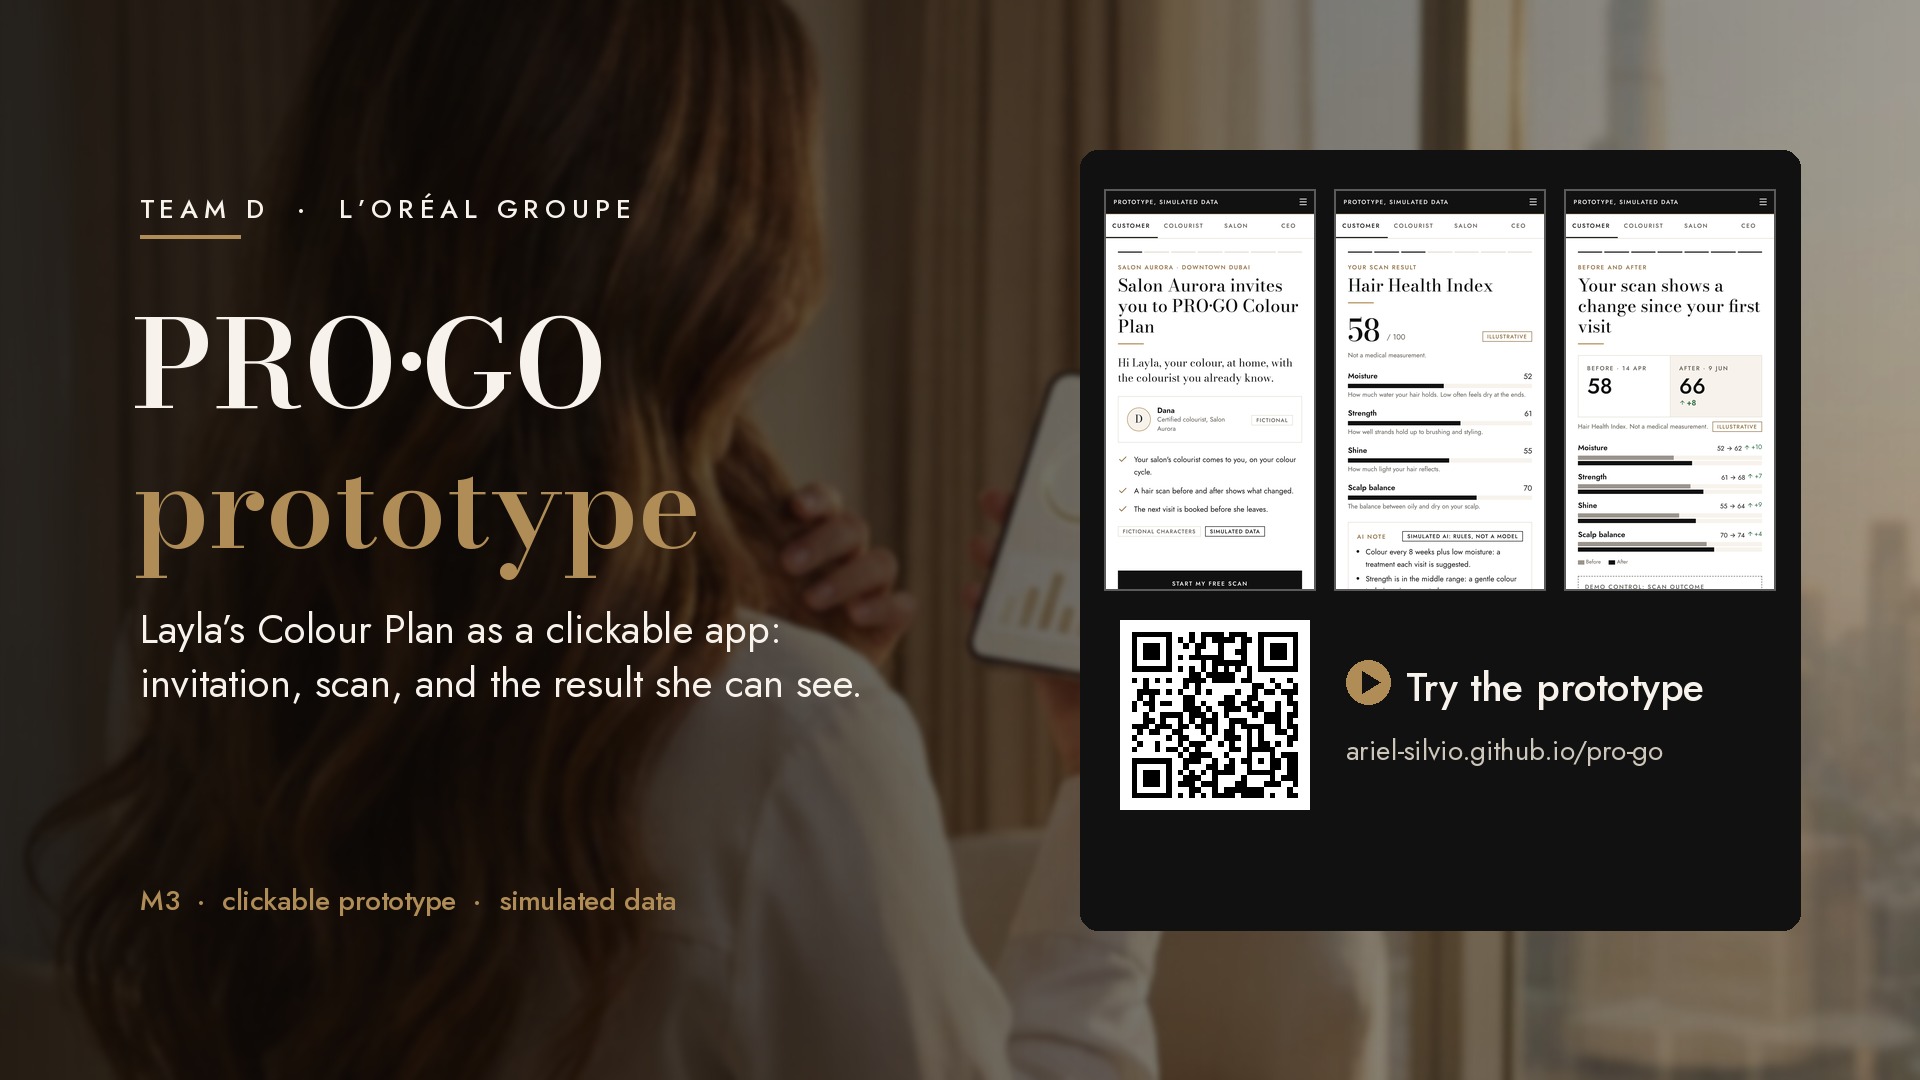 TEAM D · L’ORÉAL GROUPE
PRO·GO
prototype
Layla’s Colour Plan as a clickable app:
invitation, scan, and the result she can see.
M3 · clickable prototype · simulated data
PROTOTYPE, SIMULATED DATA
CUSTOMER COLOURIST SALON CEO
SALON AURORA · DOWNTOWN DUBAI
Salon Aurora invites
you to PRO·GO Colour
Plan
Hi Layla, your colour, at home, with
the colourist you already know.
D
Dana
Certified colourist, Salon
Aurora
FICTIONAL
Your salon's colourist comes to you, on your colour
cycle.
A hair scan before and after shows what changed.
The next visit is booked before she leaves.
FICTIONAL CHARACTERS SIMULATED DATA
START MY FREE SCAN
PROTOTYPE, SIMULATED DATA
CUSTOMER COLOURIST SALON CEO
YOUR SCAN RESULT
Hair Health Index
58 / 100 ILLUSTRATIVE
Not a medical measurement.
Moisture 52
How much water your hair holds. Low often feels dry at the ends.
Strength 61
How well strands hold up to brushing and styling.
Shine 55
How much light your hair reflects.
Scalp balance 70
The balance between oily and dry on your scalp.
AI NOTE SIMULATED AI: RULES, NOT A MODEL
• Colour every 8 weeks plus low moisture: a
treatment each visit is suggested.
• Strength is in the middle range: a gentle colour
PROTOTYPE, SIMULATED DATA
CUSTOMER COLOURIST SALON CEO
BEFORE AND AFTER
Your scan shows a
change since your first
visit
BEFORE · 14 APR
58
AFTER · 9 JUN
66
↑ +8
Hair Health Index. Not a medical measurement. ILLUSTRATIVE
Moisture 52 → 62 ↑ +10
Strength 61 → 68 ↑ +7
Shine 55 → 64 ↑ +9
Scalp balance 70 → 74 ↑ +4
Before After
DEMO CONTROL: SCAN OUTCOME
Try the prototype
ariel-silvio.github.io/pro-go